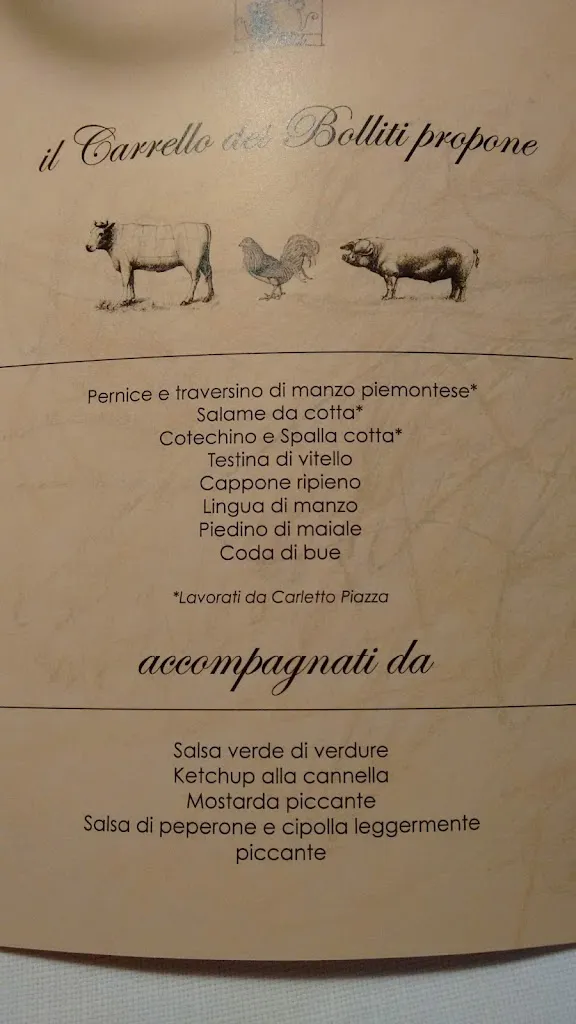 il Carrello dei Bolliti propone
Pernice e traversino di manzo piemontese*
Salame da cotta*
Cotechino e Spalla cotta*
Testina di vitello
Cappone ripieno
Lingua di manzo
Piedino di maiale
Coda di bue
*Lavorati da Carletto Piazza
accompagnati da
Salsa verde di verdure
Ketchup alla cannella
Mostarda piccante
Salsa di peperone e cipolla leggermente
piccante